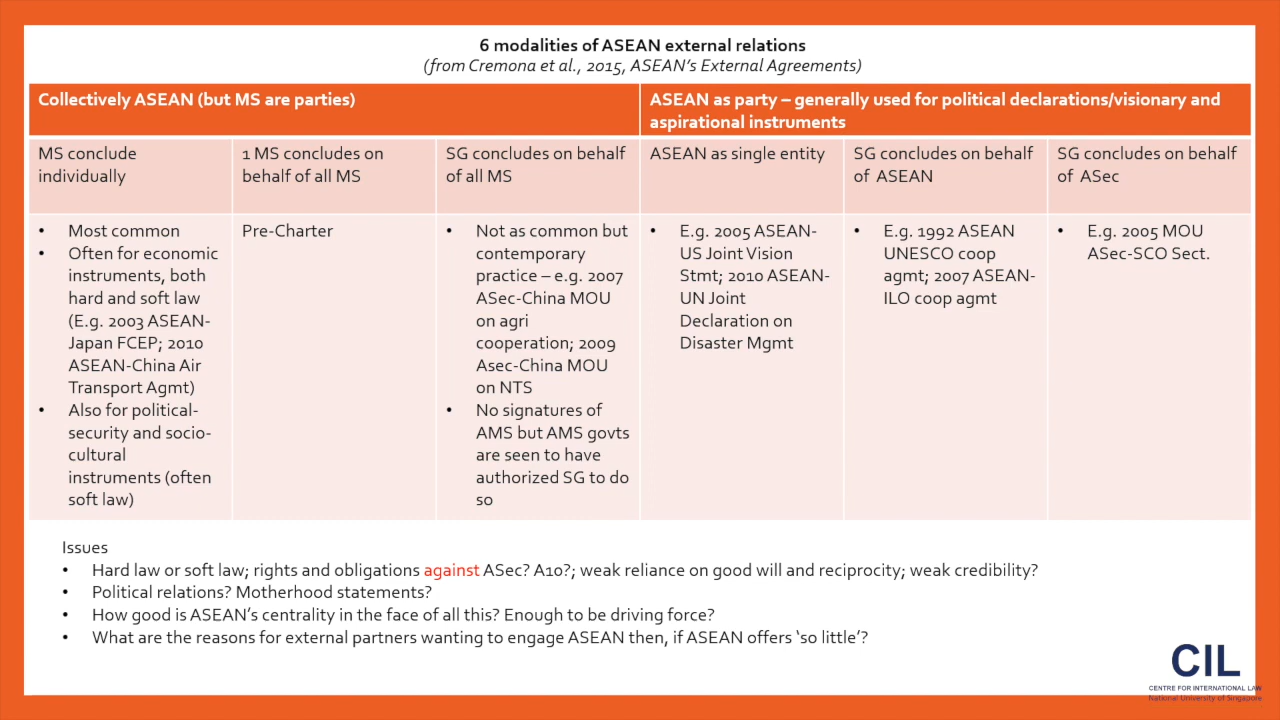 6 modalities of ASEAN external relations
(from Cremona et al., 2015, ASEAN's External Agreements)
Collectively ASEAN (but MS are parties)
ASEAN as party – generally used for political declarations/visionary and
aspirational instruments
MS conclude
individually
1 MS concludes on
behalf of all MS
SG concludes on behalf
of all MS
ASEAN as single entity
SG concludes on behalf
of ASEAN
SG concludes on behalf
of ASec
• Most common
• Often for economic
instruments, both
hard and soft law
(E.g. 2003 ASEAN-
Japan FCEP; 2010
ASEAN-China Air
Transport Agmt)
• Also for political-
security and socio-
cultural
instruments (often
soft law)
Pre-Charter
• Not as common but
contemporary
practice – e.g. 2007
ASec-China MOU
on agri
cooperation; 2009
Asec-China MOU
on NTS
• No signatures of
AMS but AMS govts
are seen to have
authorized SG to do
so
• E.g. 2005 ASEAN-
US Joint Vision
Stmt; 2010 ASEAN-
UN Joint
Declaration on
Disaster Mgmt
• E.g. 1992 ASEAN
UNESCO coop
agmt; 2007 ASEAN-
ILO coop agmt
• E.g. 2005 MOU
ASec-SCO Sect.
Issues
• Hard law or soft law; rights and obligations against ASec? A10?; weak reliance on good will and reciprocity; weak credibility?
• Political relations? Motherhood statements?
• How good is ASEAN's centrality in the face of all this? Enough to be driving force?
• What are the reasons for external partners wanting to engage ASEAN then, if ASEAN offers 'so little'?
CIL
CENTRE FOR INTERNATIONAL LAW
National University of Singapore